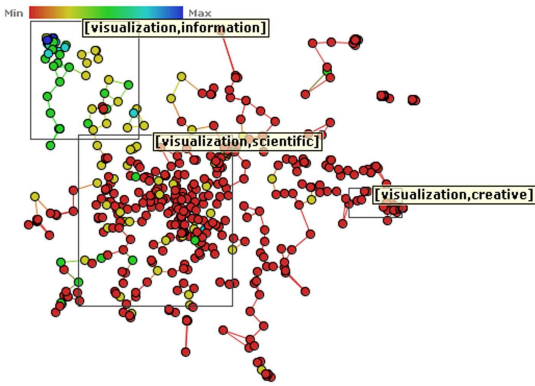 Min Max
[visualization,information]
[visualization,scientific]
[visualization,creative]